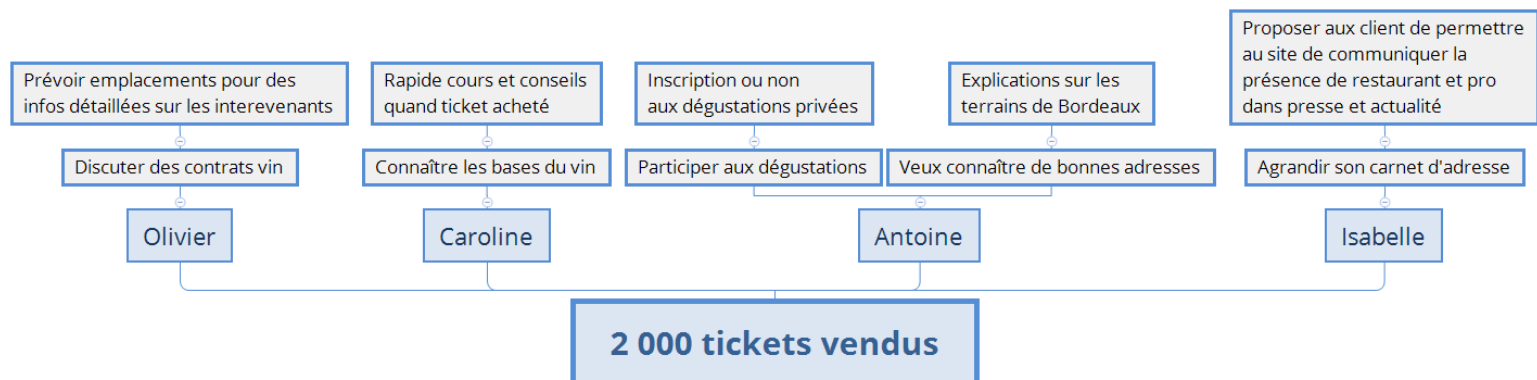 Prévoir emplacements pour des
infos détaillées sur les interevenants
Rapide cours et conseils
quand ticket acheté
Inscription ou non
aux dégustations privées
Explications sur les
terrains de Bordeaux
Proposer aux client de permettre
au site de communiquer la
présence de restaurant et pro
dans presse et actualité
Discuter des contrats vin
Connaître les bases du vin
Participer aux dégustations
Veux connaître de bonnes adresses
Agrandir son carnet d'adresse
Olivier
Caroline
Antoine
Isabelle
2 000 tickets vendus